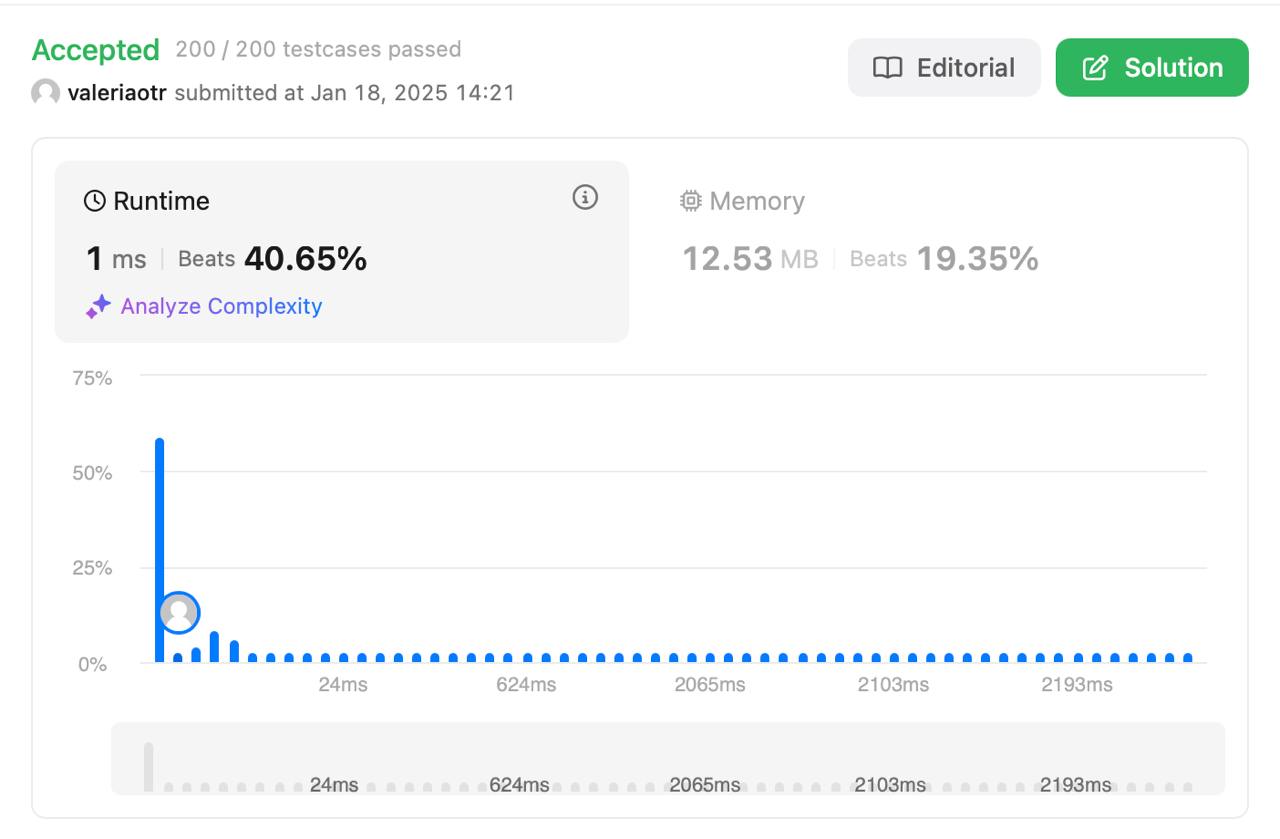 Accepted 200 / 200 testcases passed
valeriaotr submitted at Jan 18, 2025 14:21
Editorial
Solution
Runtime
1 ms Beats 40.65%
Analyze Complexity
Memory
12.53 MB Beats 19.35%
75%
50%
25%
0%
24ms 624ms 2065ms 2103ms 2193ms
24ms 624ms 2065ms 2103ms 2193ms